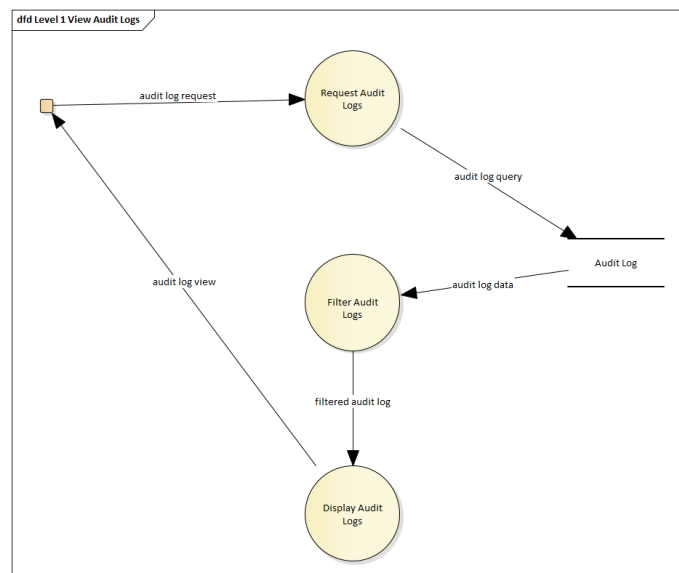 dfd Level 1 View Audit Logs
audit log request
Request Audit
Logs
audit log query
Audit Log
audit log data
Filter Audit
Logs
audit log view
filtered audit log
Display Audit
Logs